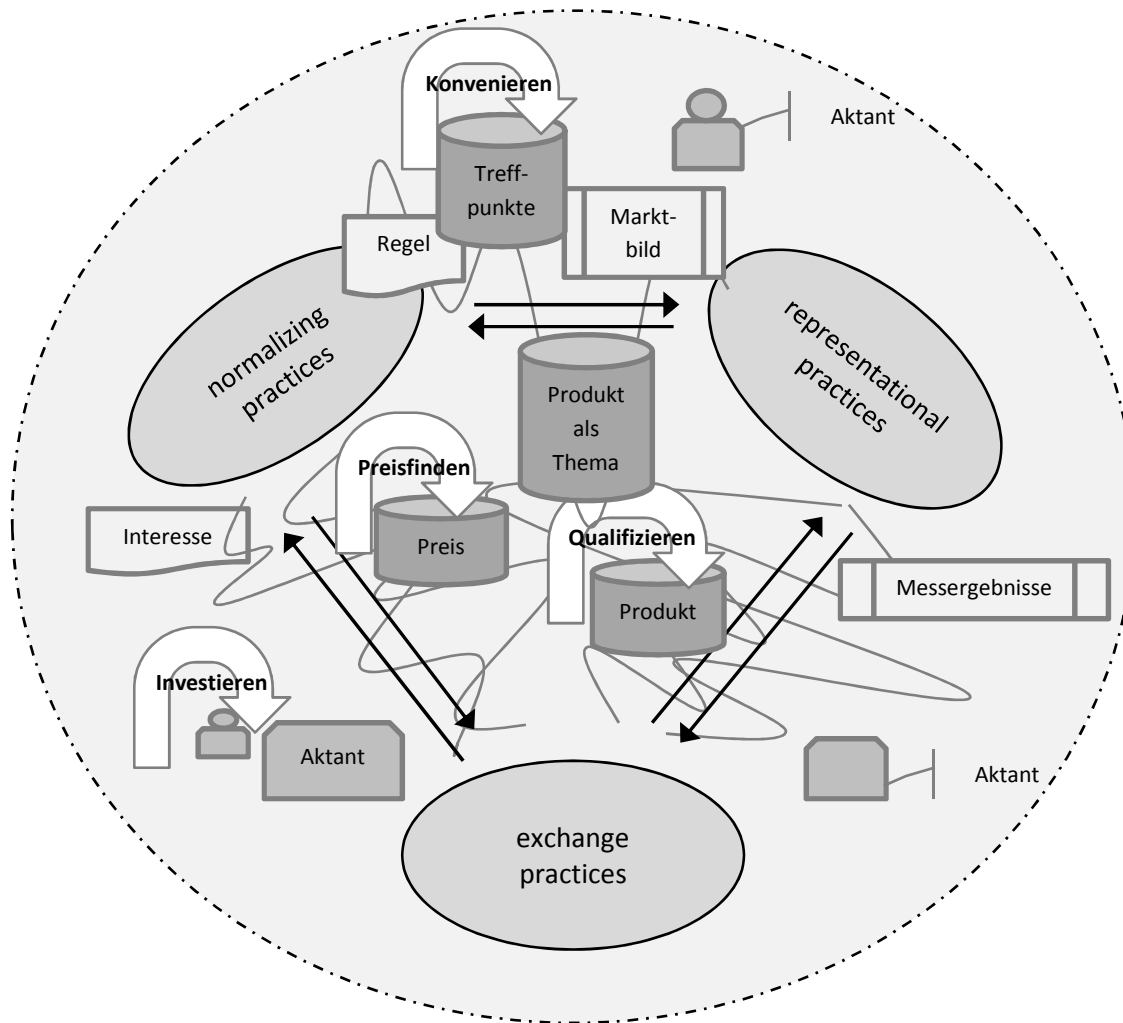 Konvenieren
Aktant
Treff-
punkte
Markt-
bild
Regel
normalizing
practices
representational
practices
Produkt
als
Thema
Preisfinden
Interesse
Preis
Qualifizieren
Messergebnisse
Produkt
Investieren
Aktant
Aktant
exchange
practices